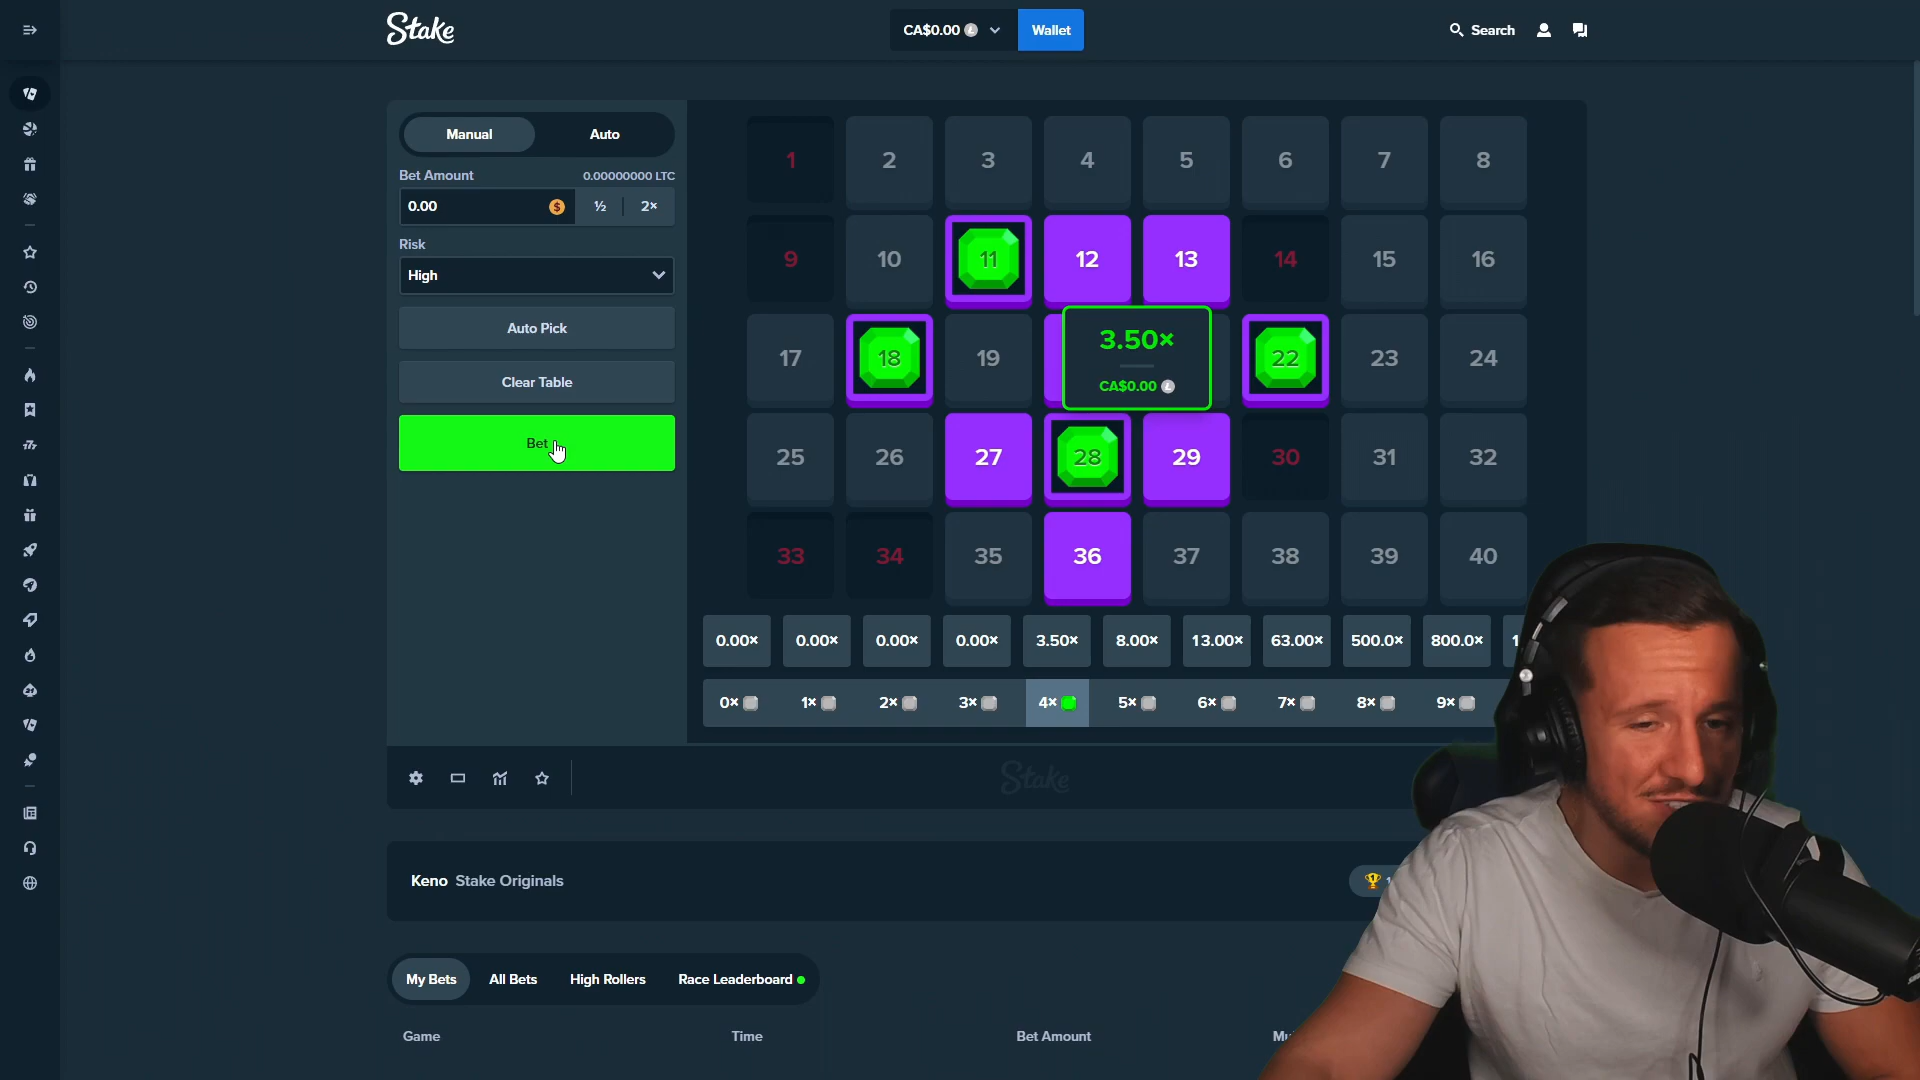 Stake
CA$0.00
Wallet
Search
Manual
Auto
Bet Amount
0.00000000 LTC
0.00
½
2×
Risk
High
Auto Pick
Clear Table
Bet
1 2 3 4 5 6 7 8
9 10 11 12 13 14 15 16
17 18 19 22 23 24
3.50×
CA$0.00
25 26 27 28 29 30 31 32
33 34 35 36 37 38 39 40
0.00× 0.00× 0.00× 0.00× 3.50× 8.00× 13.00× 63.00× 500.0× 800.0×
0× 1× 2× 3× 4× 5× 6× 7× 8× 9×
Stake
Keno Stake Originals
My Bets
All Bets
High Rollers
Race Leaderboard
Game
Time
Bet Amount